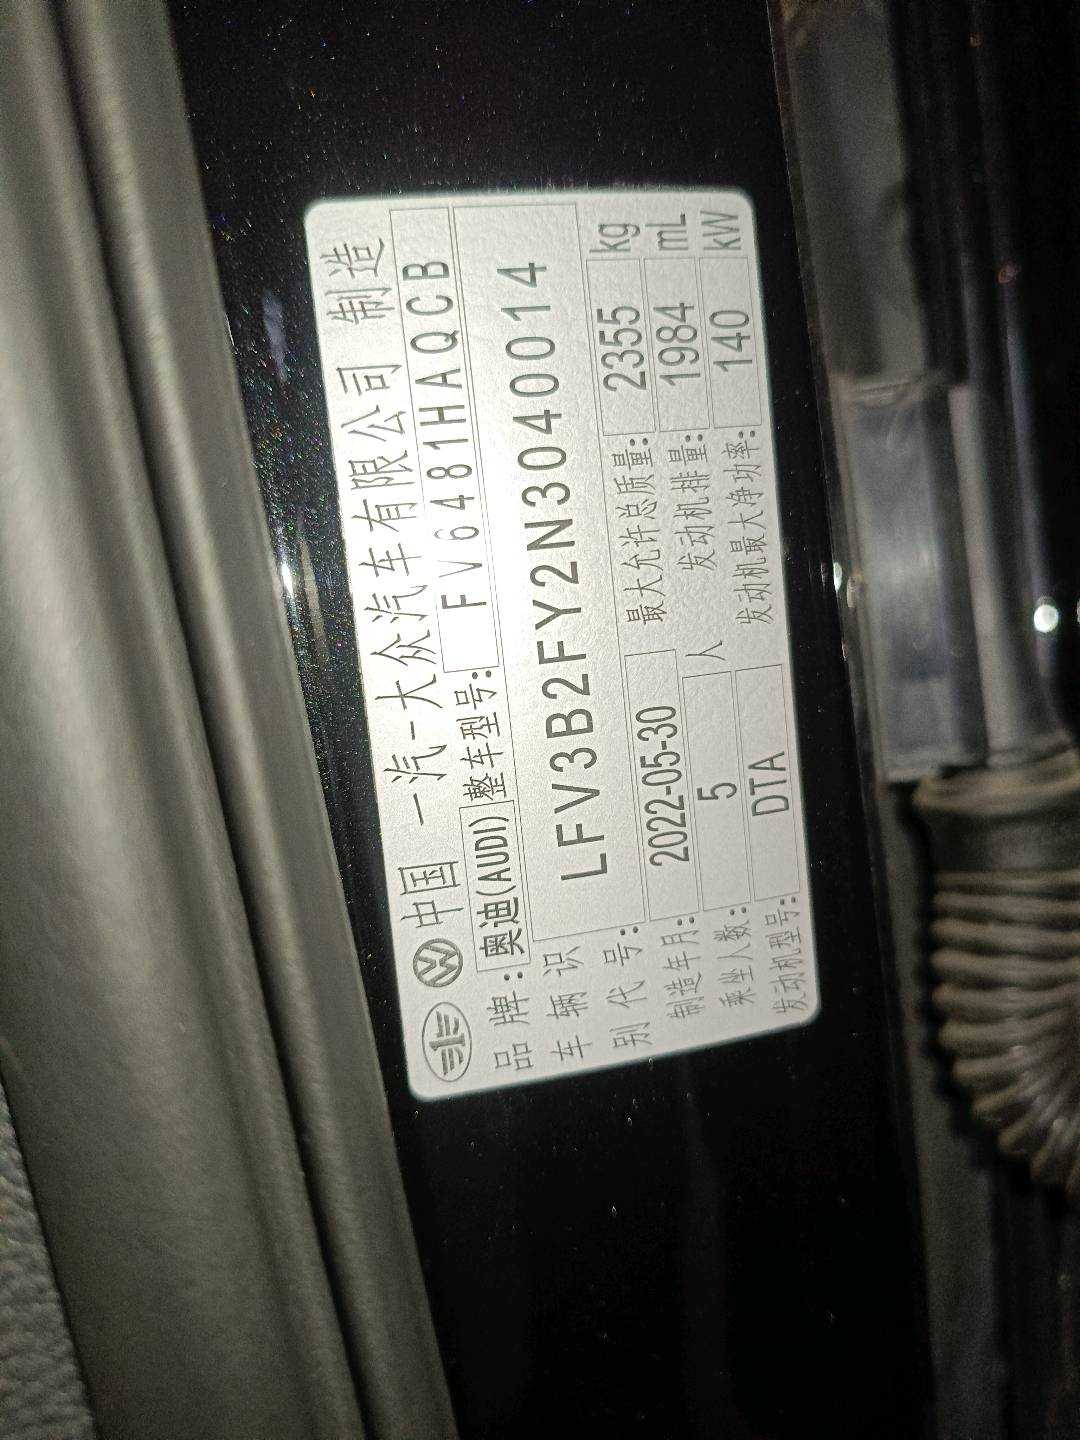 中国 一汽-大众汽车有限公司 制造
品牌: 奥迪(AUDI) 整车型号: FV6481HAQCB
车辆识别代号: LFV3B2FY2N3040014
制造年月: 2022-05-30 最大允许总质量: 2355 kg
乘坐人数: 5 人 发动机排量: 1984 mL
发动机型号: DTA 发动机最大净功率: 140 kW